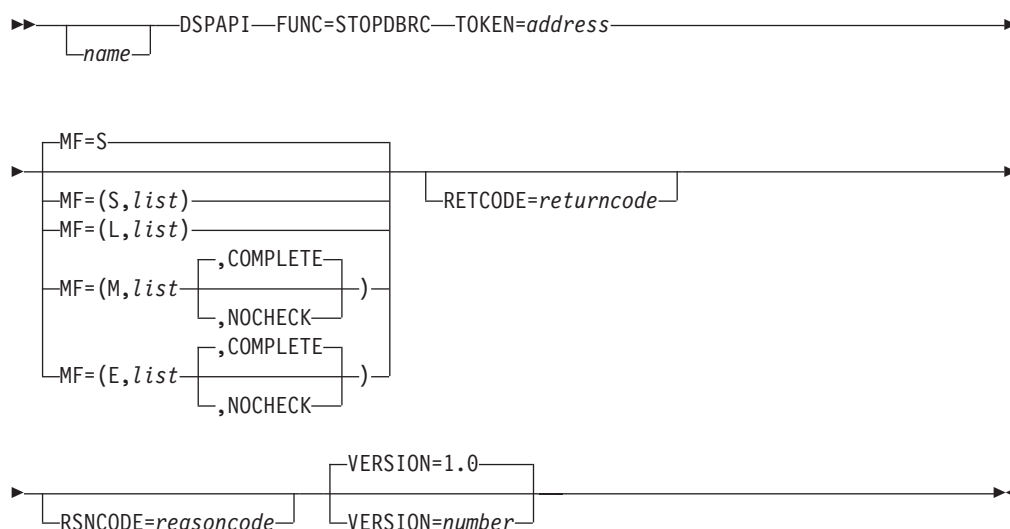 DSPAPI FUNC=STOPDBRC TOKEN=address
name
MF=S
MF=(S,list)
RETCODE=returncode
MF=(L,list)
,COMPLETE
MF=(M,list )
,NOCHECK
,COMPLETE
MF=(E,list )
,NOCHECK
VERSION=1.0
RSNCODE=reasoncode
VERSION=number